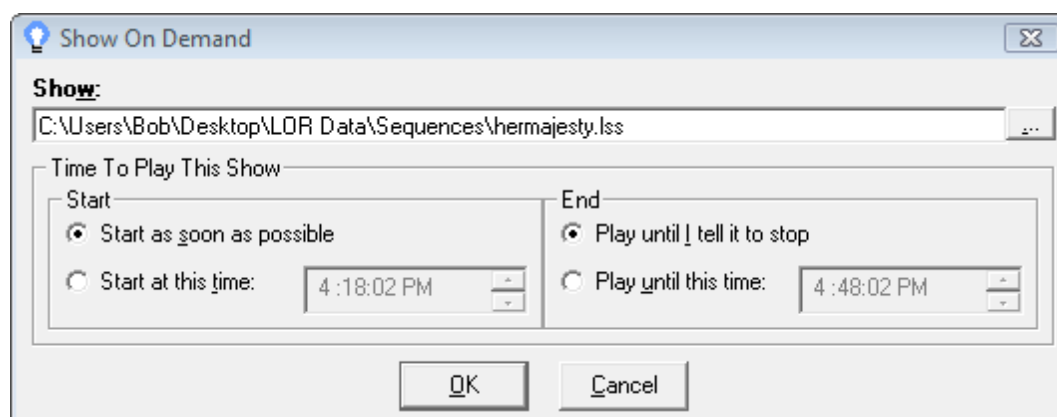 Show On Demand
Show:
C:\Users\Bob\Desktop\LOR Data\Sequences\hermajesty.lss
...
Time To Play This Show
Start
End
Start as soon as possible
Play until I tell it to stop
Start at this time:
4 :18:02 PM
Play until this time:
4 :48:02 PM
OK
Cancel